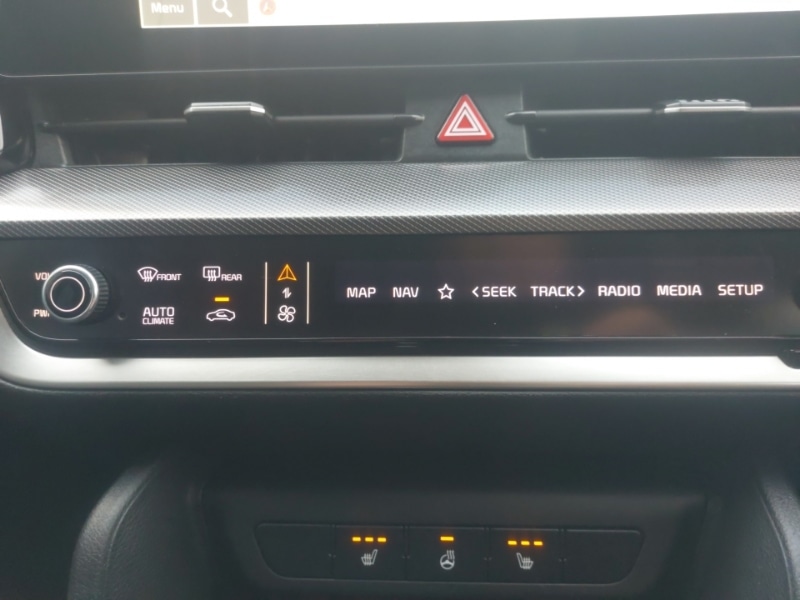 Menu
VOL
PWR
FRONT
REAR
AUTO
CLIMATE
MAP NAV ☆ <SEEK TRACK> RADIO MEDIA SETUP